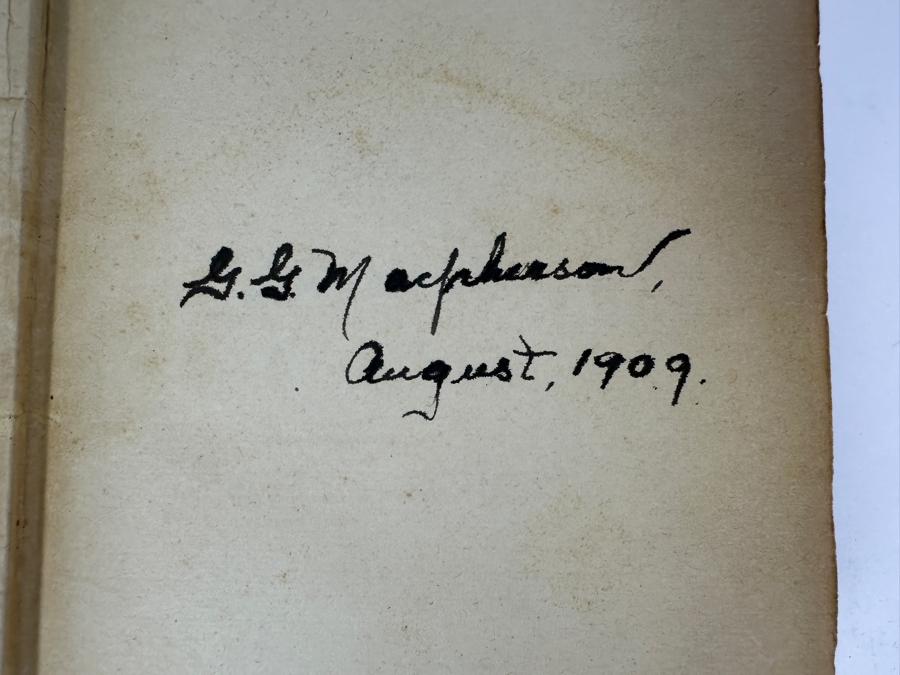 G. G. Macpherson,
August, 1909.